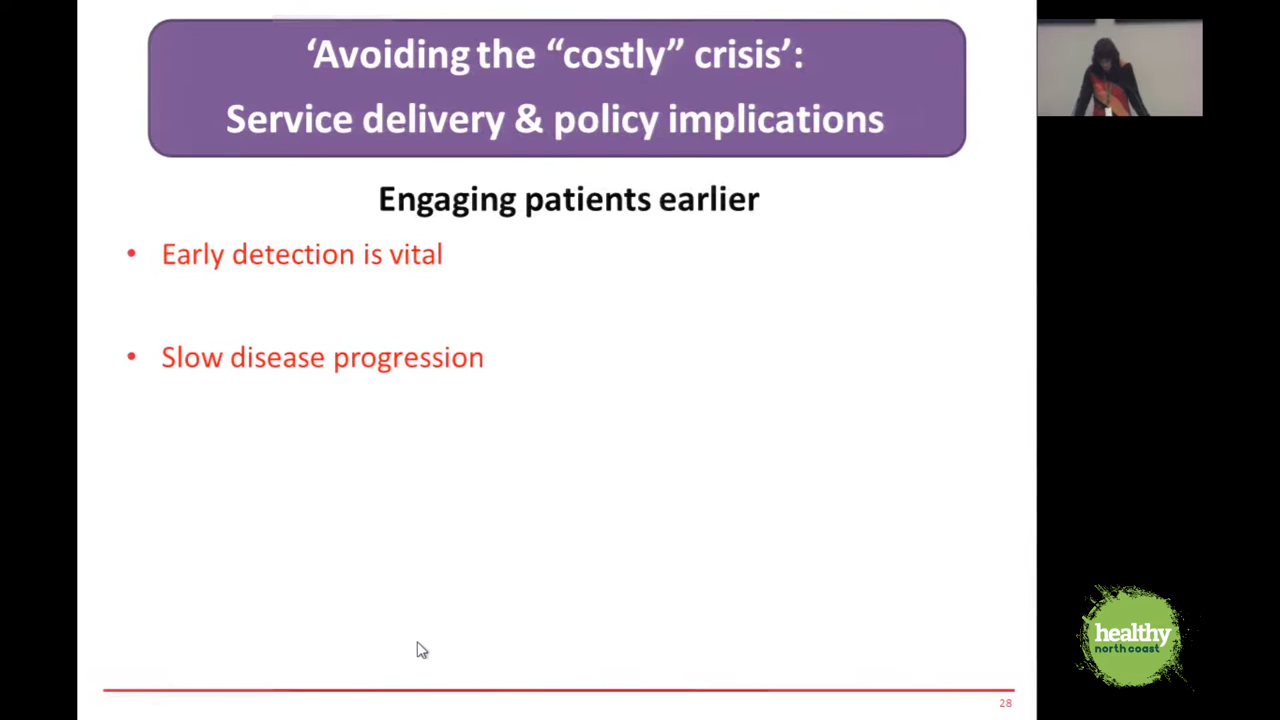 ‘Avoiding the “costly” crisis’:
Service delivery & policy implications
Engaging patients earlier
• Early detection is vital
• Slow disease progression
healthy
north coast
28